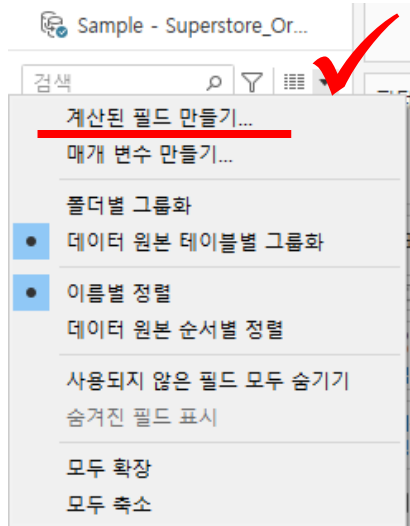 Sample - Superstore_Or...
검색
계산된 필드 만들기...
매개 변수 만들기...
폴더별 그룹화
데이터 원본 테이블별 그룹화
이름별 정렬
데이터 원본 순서별 정렬
사용되지 않은 필드 모두 숨기기
숨겨진 필드 표시
모두 확장
모두 축소